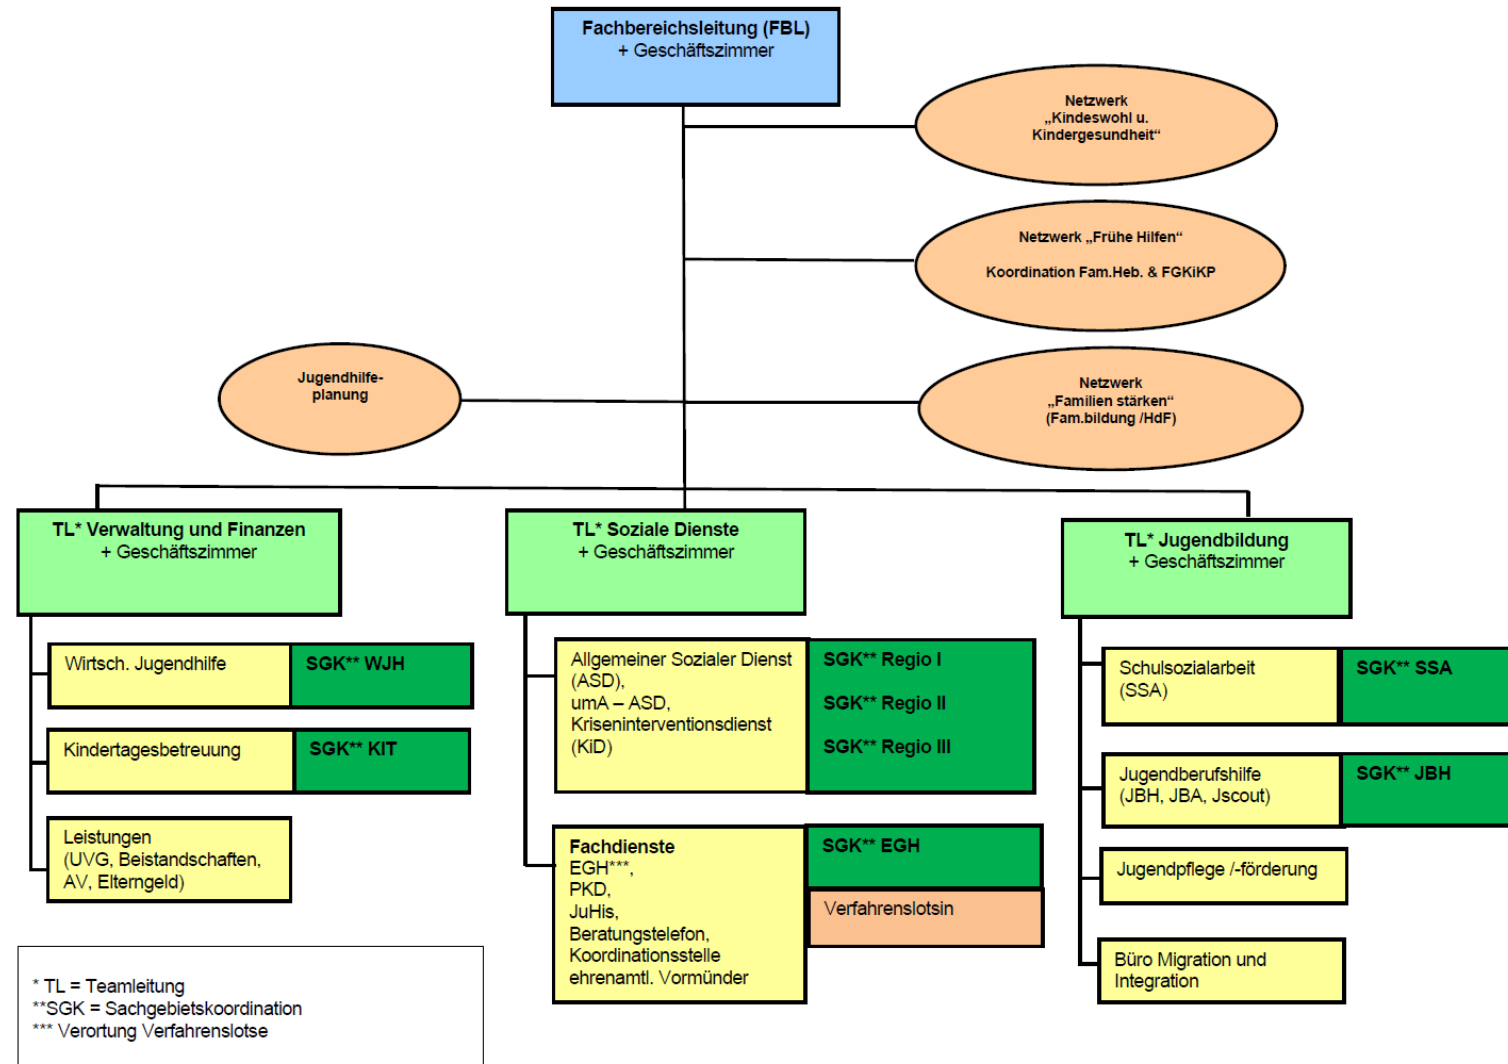 Fachbereichsleitung (FBL)
+ Geschäftszimmer
Netzwerk
„Kindeswohl u.
Kindergesundheit“
Netzwerk „Frühe Hilfen“
Koordination Fam.Heb. & FGKiKP
Jugendhilfe-
planung
Netzwerk
„Familien stärken“
(Fam.bildung /HdF)
TL* Verwaltung und Finanzen
+ Geschäftszimmer
Wirtsch. Jugendhilfe
SGK** WJH
Kindertagesbetreuung
SGK** KIT
Leistungen
(UVG, Beistandschaften,
AV, Elterngeld)
TL* Soziale Dienste
+ Geschäftszimmer
Allgemeiner Sozialer Dienst
(ASD),
umA – ASD,
Kriseninterventionsdienst
(KiD)
SGK** Regio I
SGK** Regio II
SGK** Regio III
Fachdienste
EGH***,
PKD,
JuHis,
Beratungstelefon,
Koordinationsstelle
ehrenamtl. Vormünder
SGK** EGH
Verfahrenslotsin
TL* Jugendbildung
+ Geschäftszimmer
Schulsozialarbeit
(SSA)
SGK** SSA
Jugendberufshilfe
(JBH, JBA, Jscout)
SGK** JBH
Jugendpflege /-förderung
Büro Migration und
Integration
* TL = Teamleitung
**SGK = Sachgebietskoordination
*** Verortung Verfahrenslotse